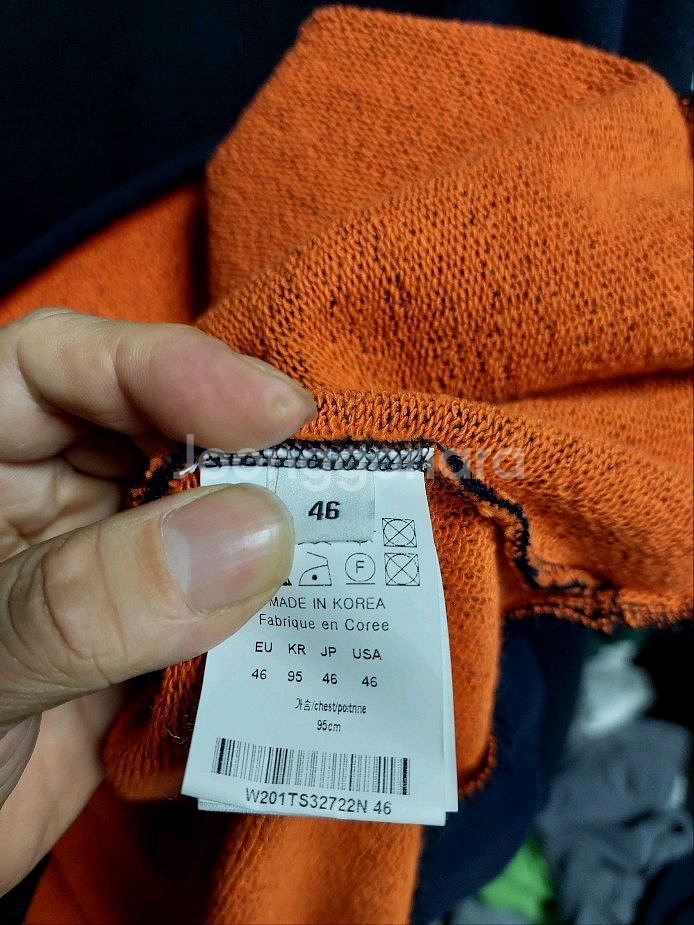 Joonggonara
46
F
MADE IN KOREA
Fabrique en Coree
EU KR JP USA
46 95 46 46
가슴/chest/poitrine
95cm
W201TS32722N 46